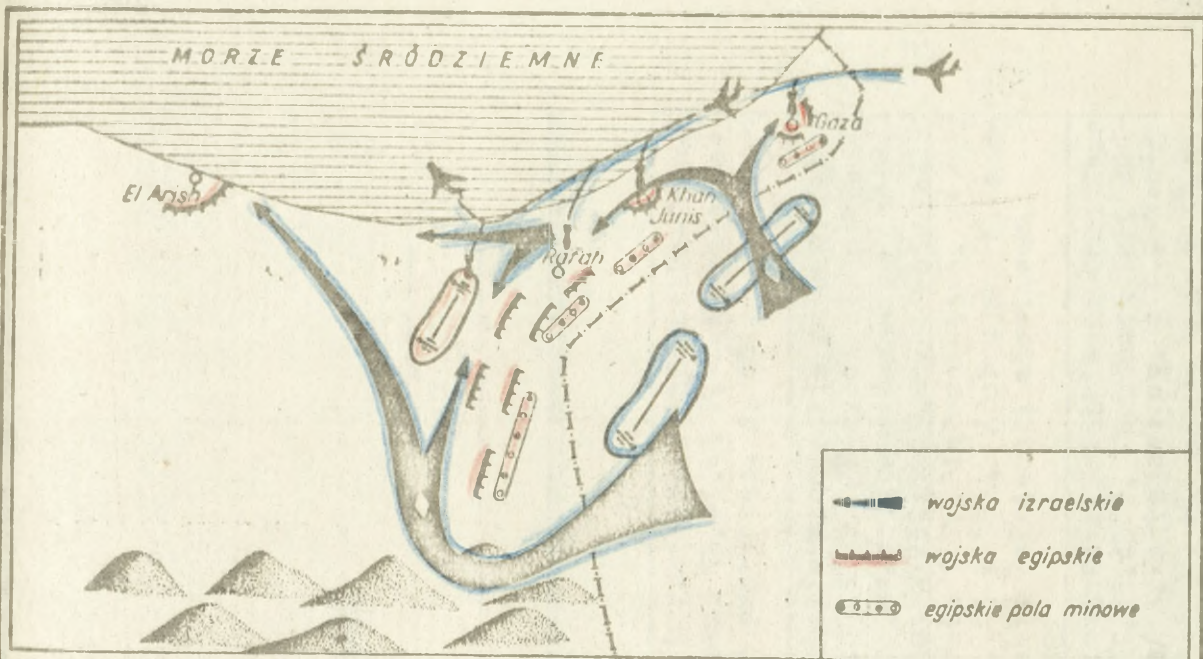 MORZE ŚRÓDZIEMNE
Gaza
El Arish
Khan
Junis
Rafah
wojska izraelskie
wojska egipskie
egipskie pola minowe